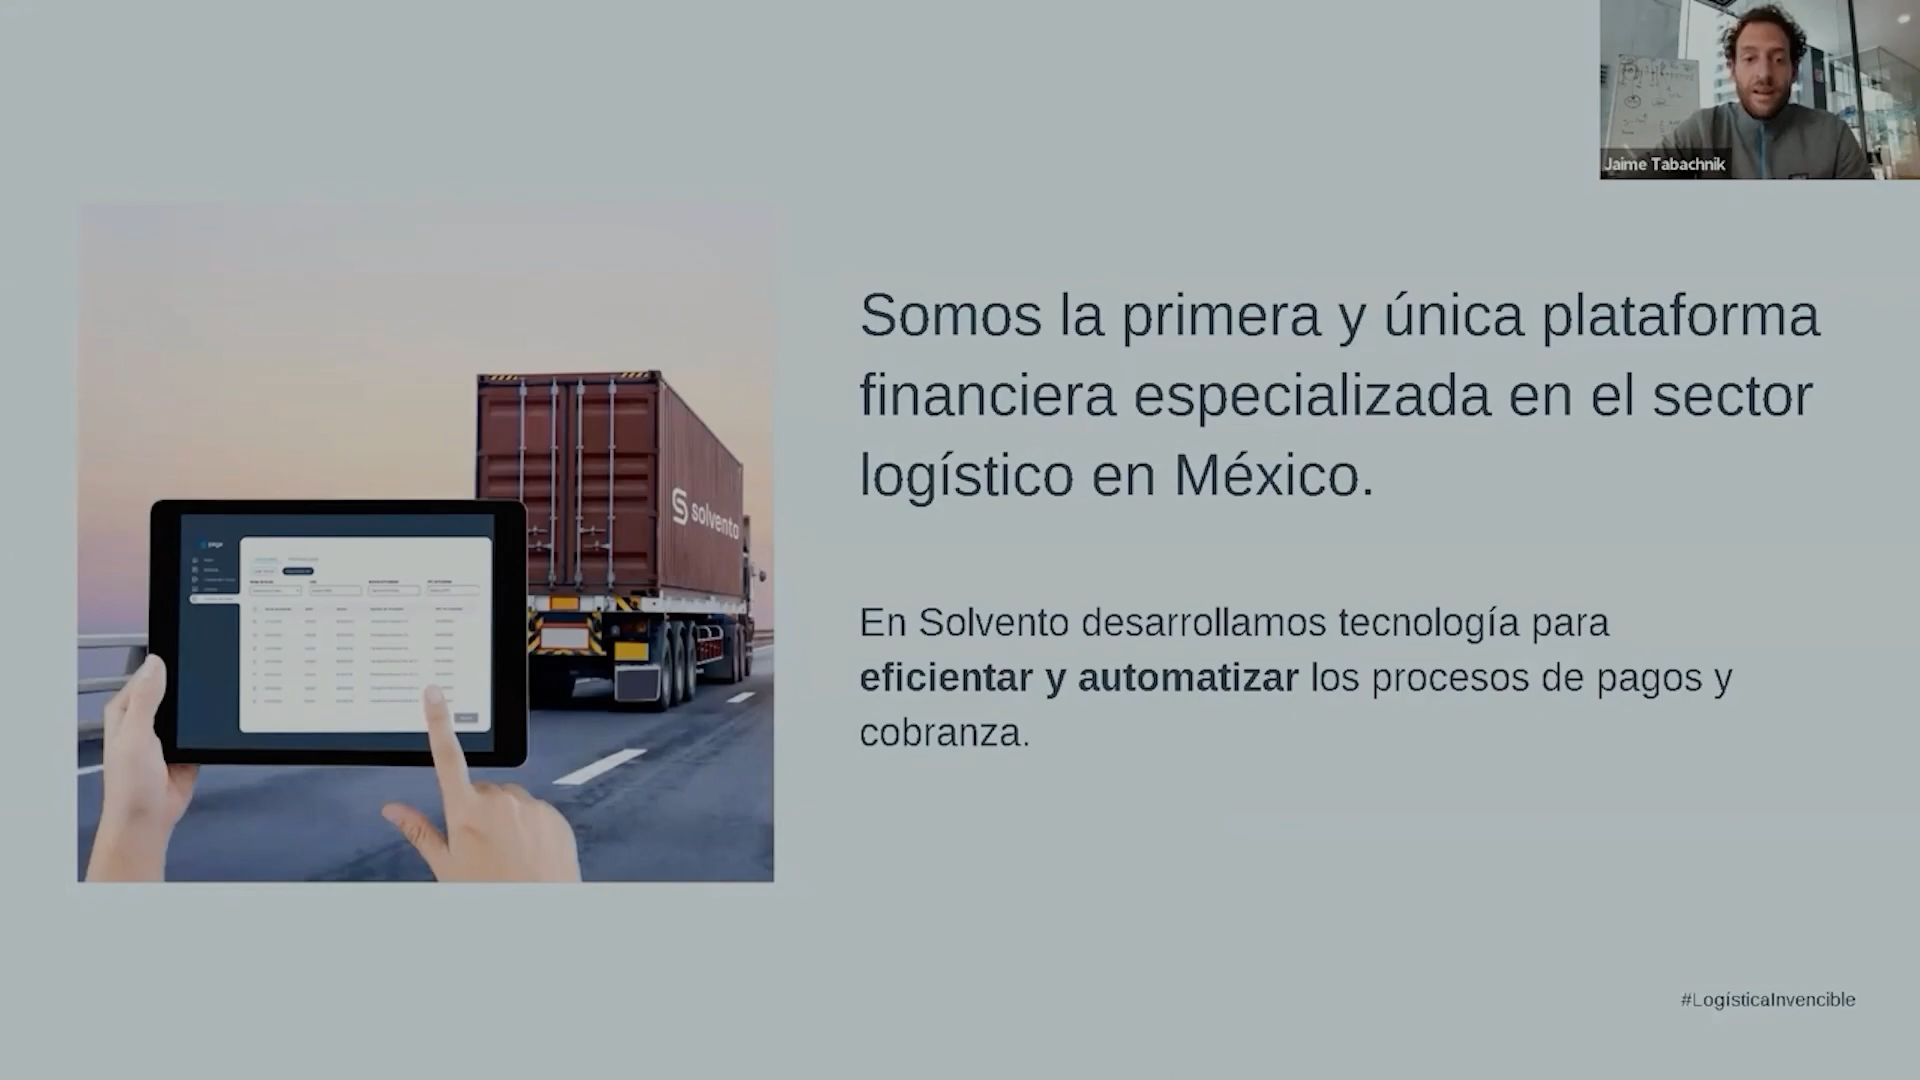 Jaime Tabachnik
Somos la primera y única plataforma
financiera especializada en el sector
logístico en México.
solvento
En Solvento desarrollamos tecnología para
eficientar y automatizar los procesos de pagos y
cobranza.
#LogísticaInvencible